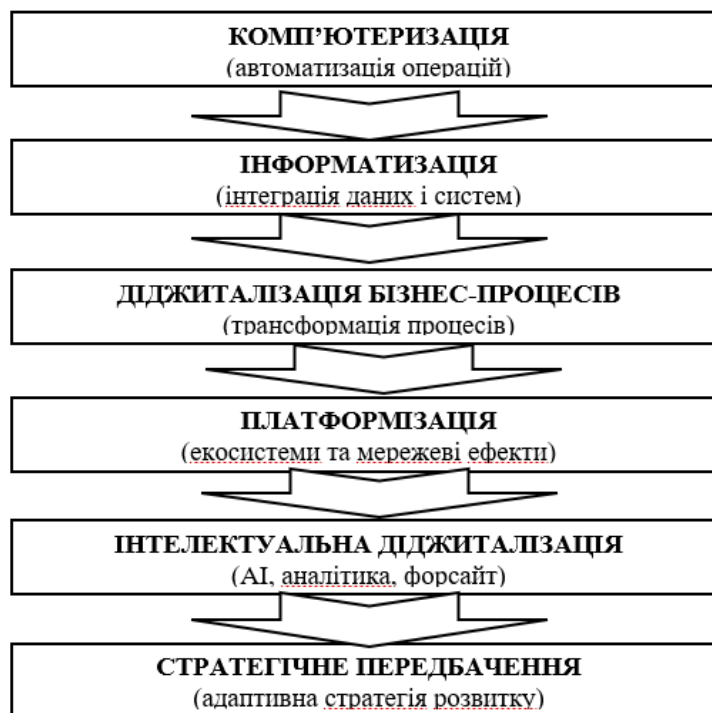 КОМП’ЮТЕРИЗАЦІЯ
(автоматизація операцій)
ІНФОРМАТИЗАЦІЯ
(інтеграція даних і систем)
ДІДЖИТАЛІЗАЦІЯ БІЗНЕС-ПРОЦЕСІВ
(трансформація процесів)
ПЛАТФОРМІЗАЦІЯ
(екосистеми та мережеві ефекти)
ІНТЕЛЕКТУАЛЬНА ДІДЖИТАЛІЗАЦІЯ
(AI, аналітика, форсайт)
СТРАТЕГІЧНЕ ПЕРЕДБАЧЕННЯ
(адаптивна стратегія розвитку)